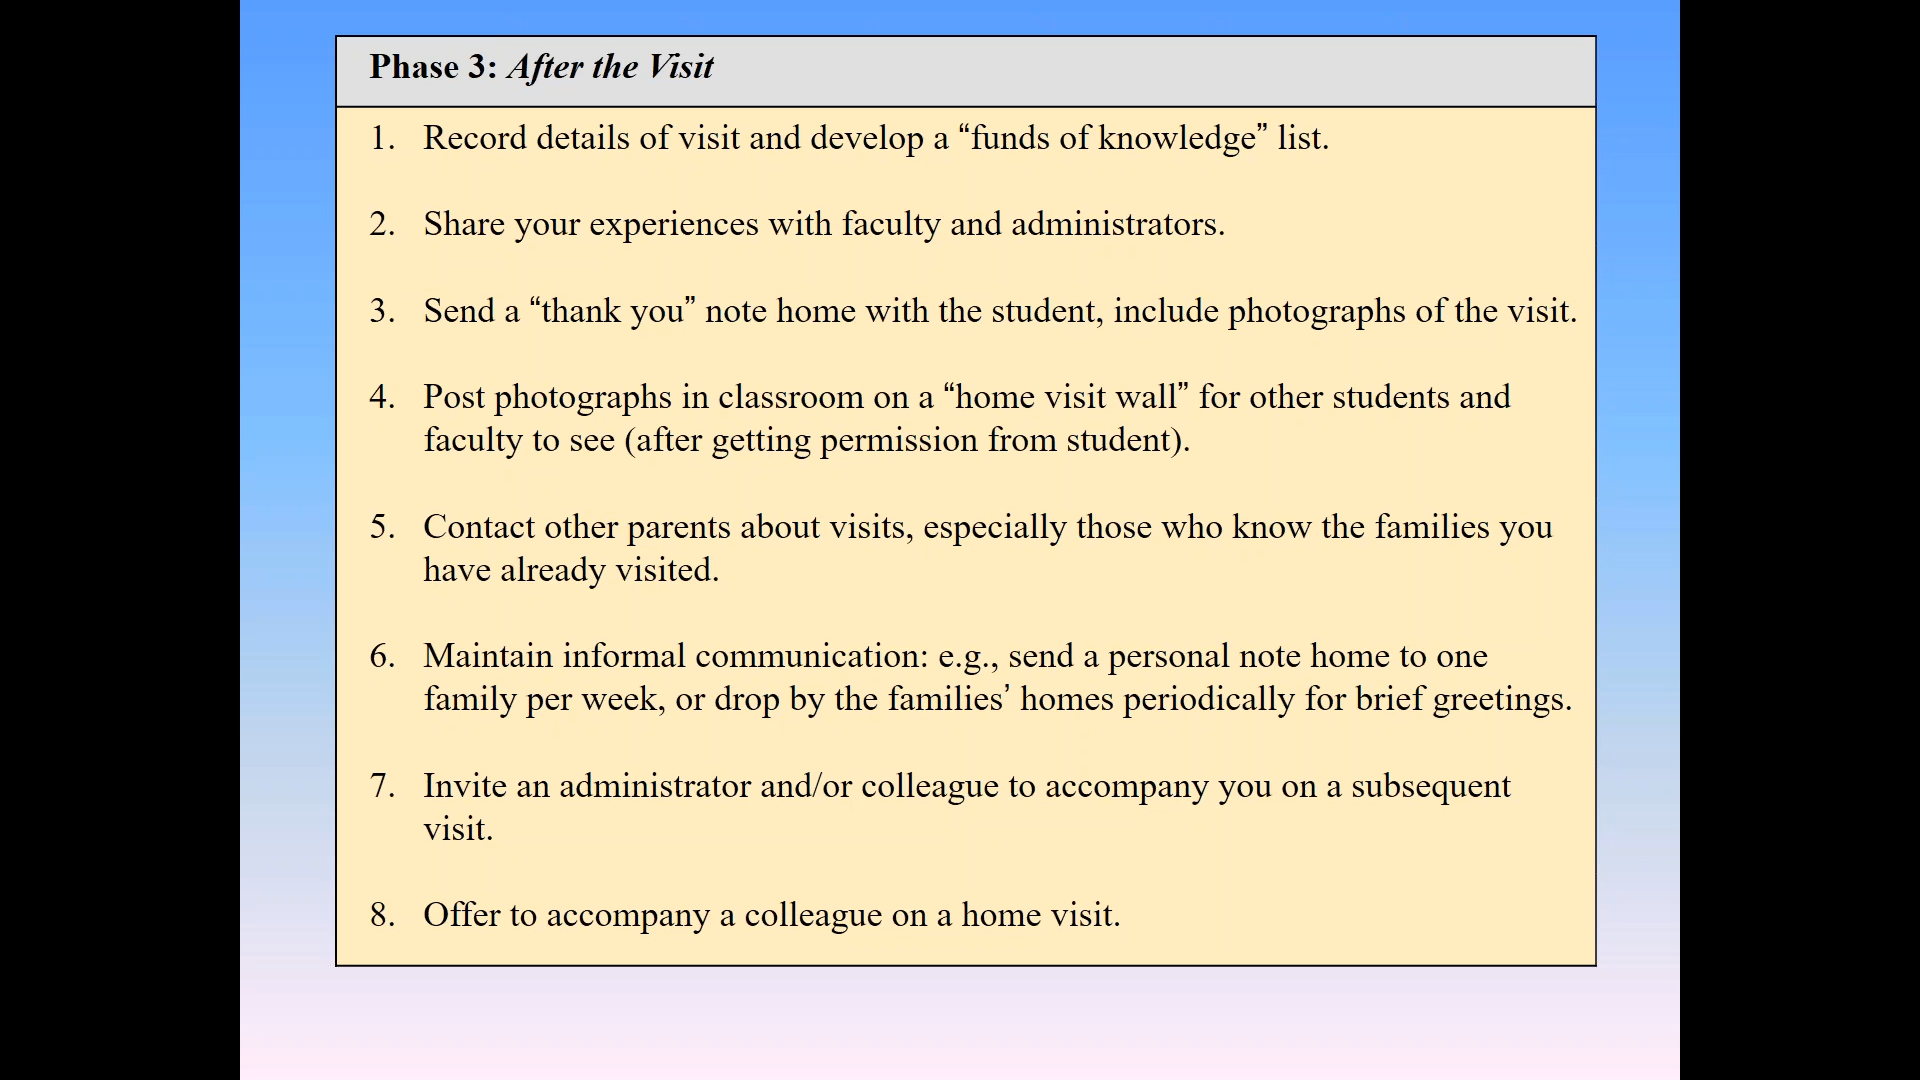 Phase 3: After the Visit
1. Record details of visit and develop a “funds of knowledge” list.
2. Share your experiences with faculty and administrators.
3. Send a “thank you” note home with the student, include photographs of the visit.
4. Post photographs in classroom on a “home visit wall” for other students and
faculty to see (after getting permission from student).
5. Contact other parents about visits, especially those who know the families you
have already visited.
6. Maintain informal communication: e.g., send a personal note home to one
family per week, or drop by the families’ homes periodically for brief greetings.
7. Invite an administrator and/or colleague to accompany you on a subsequent
visit.
8. Offer to accompany a colleague on a home visit.